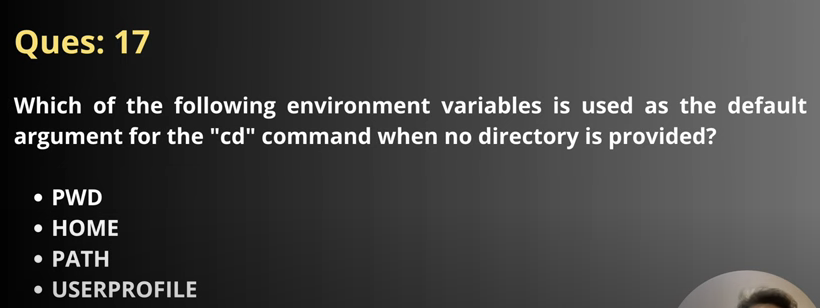 Ques: 17
Which of the following environment variables is used as the default
argument for the "cd" command when no directory is provided?
• PWD
• HOME
• PATH
• USERPROFILE